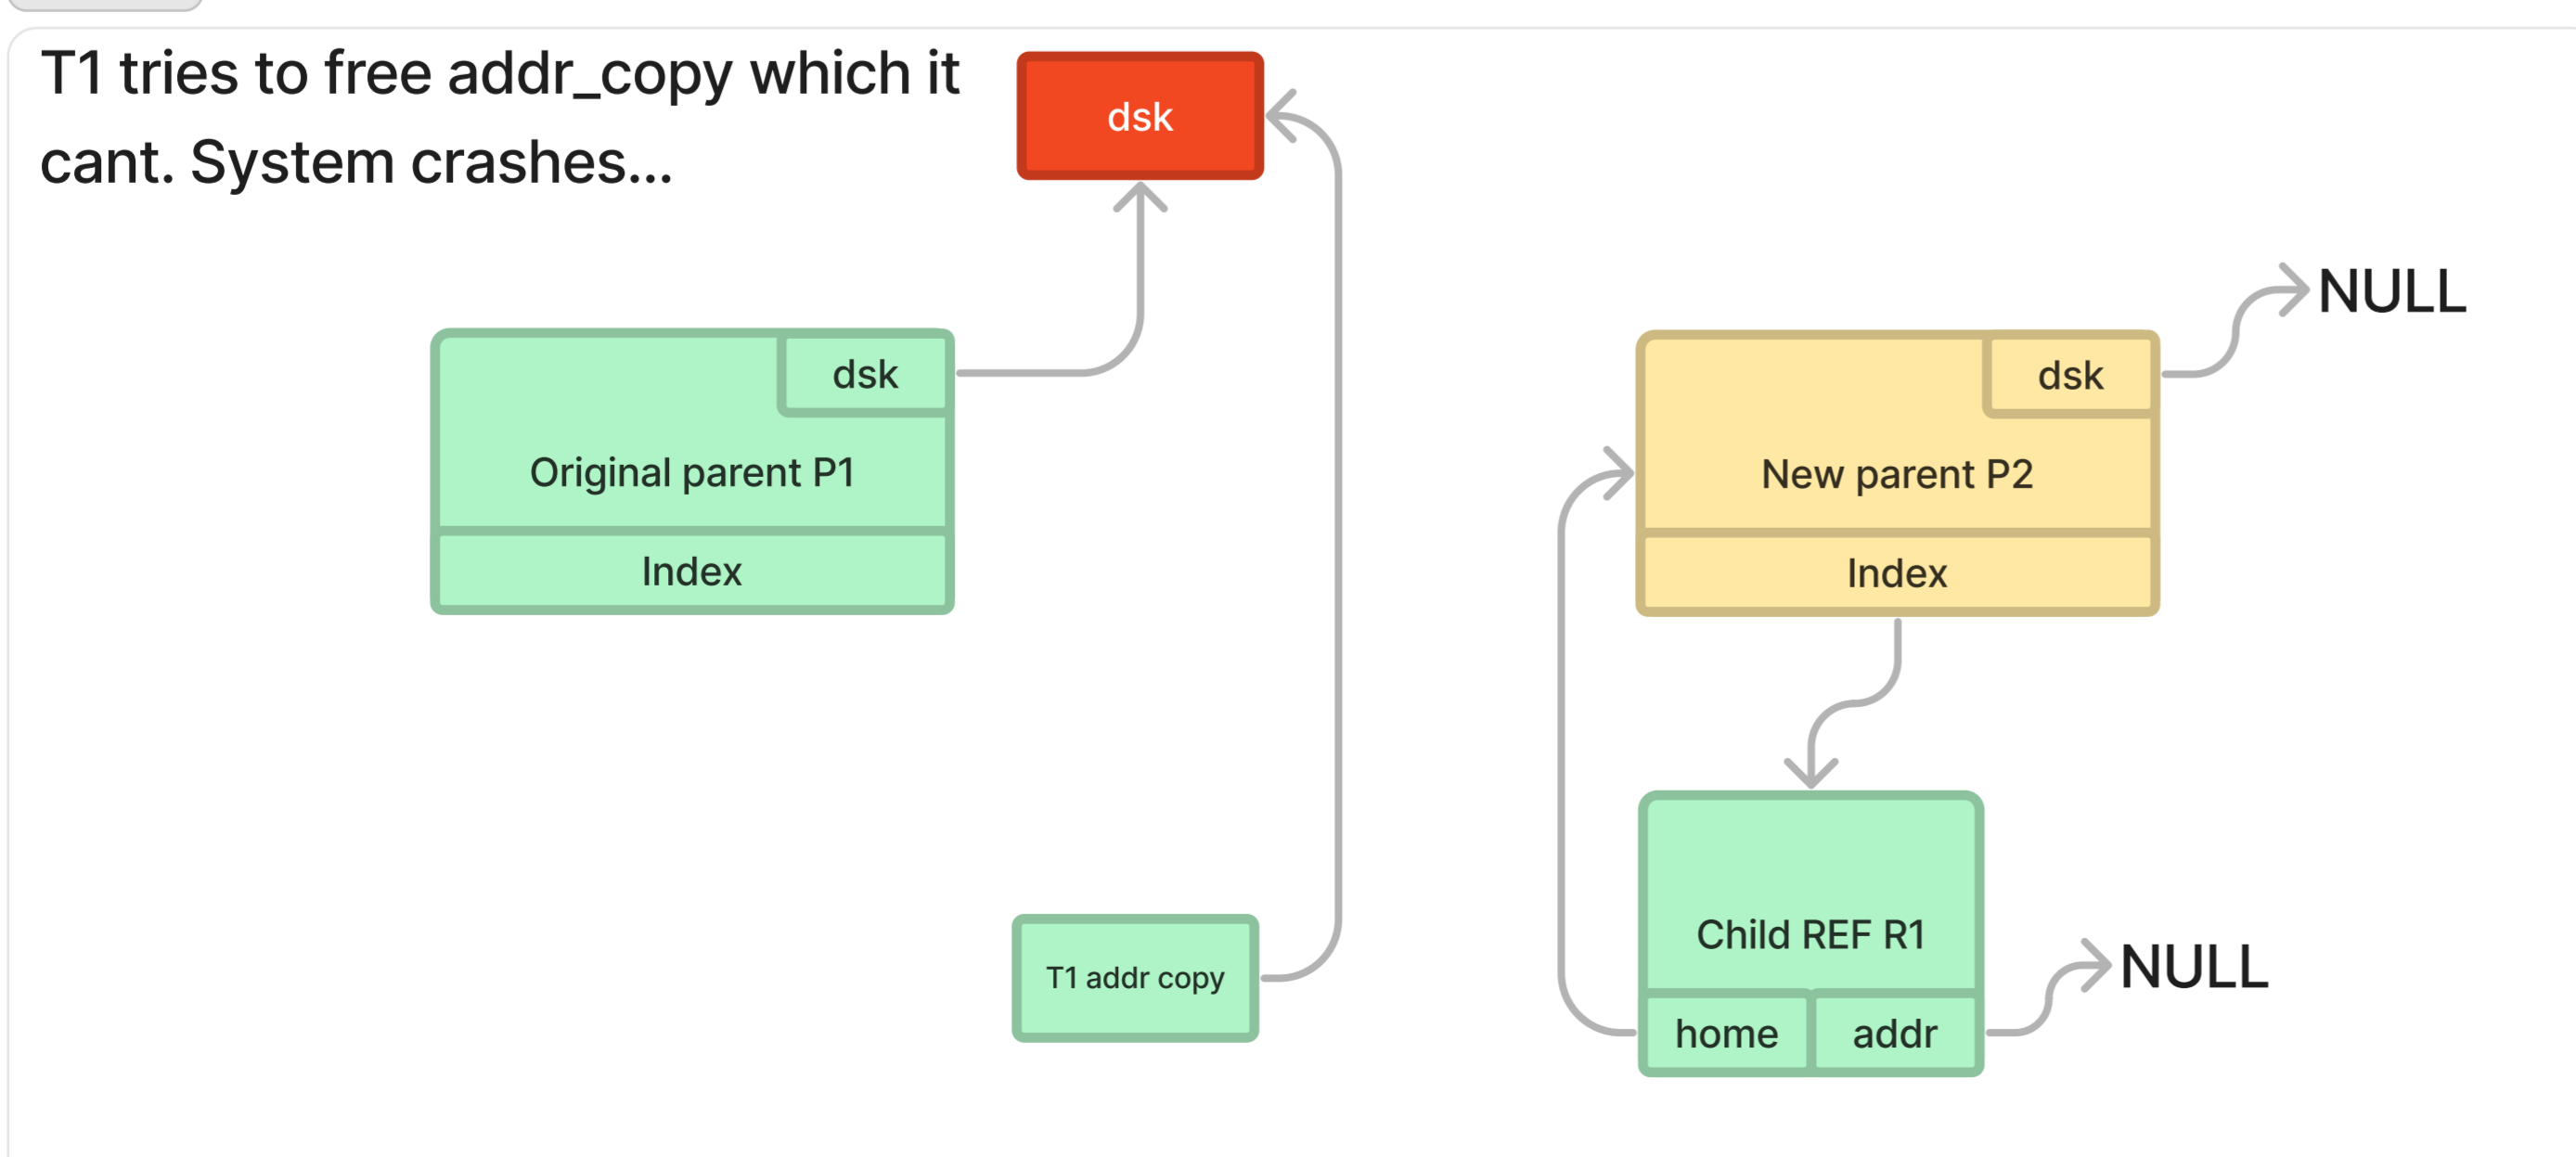 T1 tries to free addr_copy which it
cant. System crashes...
dsk
NULL
dsk
Original parent P1
Index
dsk
New parent P2
Index
T1 addr copy
Child REF R1
home
addr
NULL